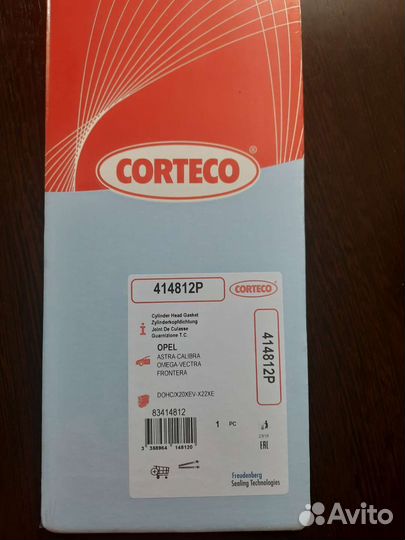 CORTECO®
414812P
CORTECO
Cylinder Head Gasket
Zylinderkopfdichtung
Joint De Culasse
Guarnizione T.C.
OPEL
ASTRA-CALIBRA
OMEGA-VECTRA
FRONTERA
414812P
DOHC/X20XEV-X22XE
83414812
1 PC
3 388964 148120
EAC
Freudenberg
Sealing Technologies
Avito